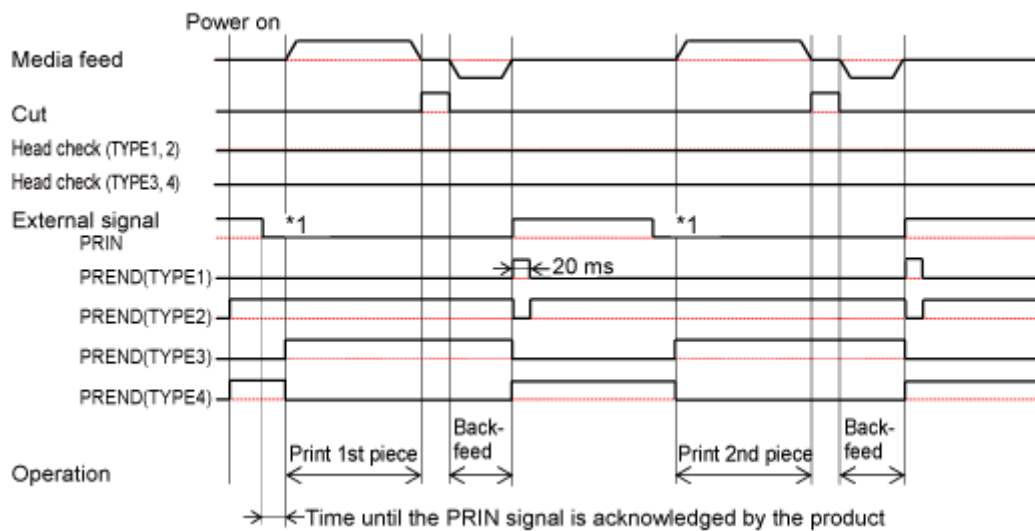 Power on
Media feed
Cut
Head check (TYPE1, 2)
Head check (TYPE3, 4)
External signal
*1
*1
PRIN
PREND(TYPE1)
20 ms
PREND(TYPE2)
PREND(TYPE3)
PREND(TYPE4)
Operation
Print 1st piece
Back-
feed
Print 2nd piece
Back-
feed
Time until the PRIN signal is acknowledged by the product